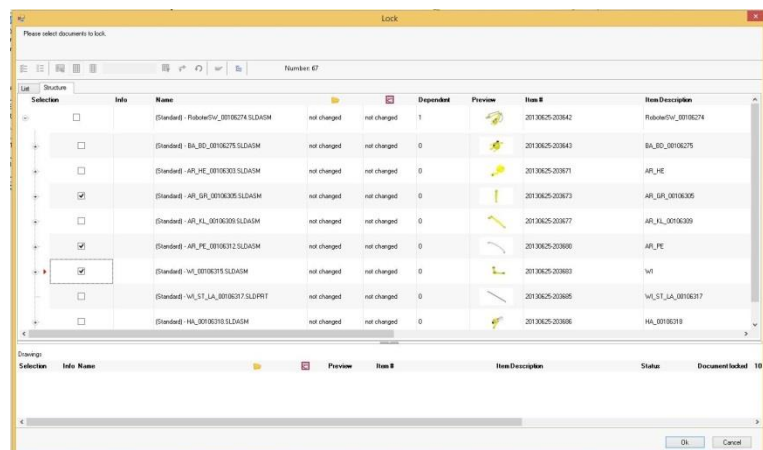 Lock
Please select documents to lock.
Number: 67
List Structure
Selection Info Name Dependent Preview Item # Item Description
(Standard) - RoboterSW_00106274.SLDASM not changed not changed 1 20130625-203642 RoboterSW_00106274
(Standard) - BA_BD_00106275.SLDASM not changed not changed 0 20130625-203643 BA_BD_00106275
(Standard) - AR_HE_00106303.SLDASM not changed not changed 0 20130625-203671 AR_HE
(Standard) - AR_GR_00106305.SLDASM not changed not changed 0 20130625-203673 AR_GR_00106305
(Standard) - AR_KL_00106309.SLDASM not changed not changed 0 20130625-203677 AR_KL_00106309
(Standard) - AR_PE_00106312.SLDASM not changed not changed 0 20130625-203680 AR_PE
(Standard) - WI_00106315.SLDASM not changed not changed 0 20130625-203683 WI
(Standard) - WI_ST_LA_00106317.SLDPRT not changed not changed 0 20130625-203685 WI_ST_LA_00106317
(Standard) - HA_00106318.SLDASM not changed not changed 0 20130625-203686 HA_00106318
Drawings
Selection Info Name Preview Item # Item Description Status Document locked 10
Ok Cancel